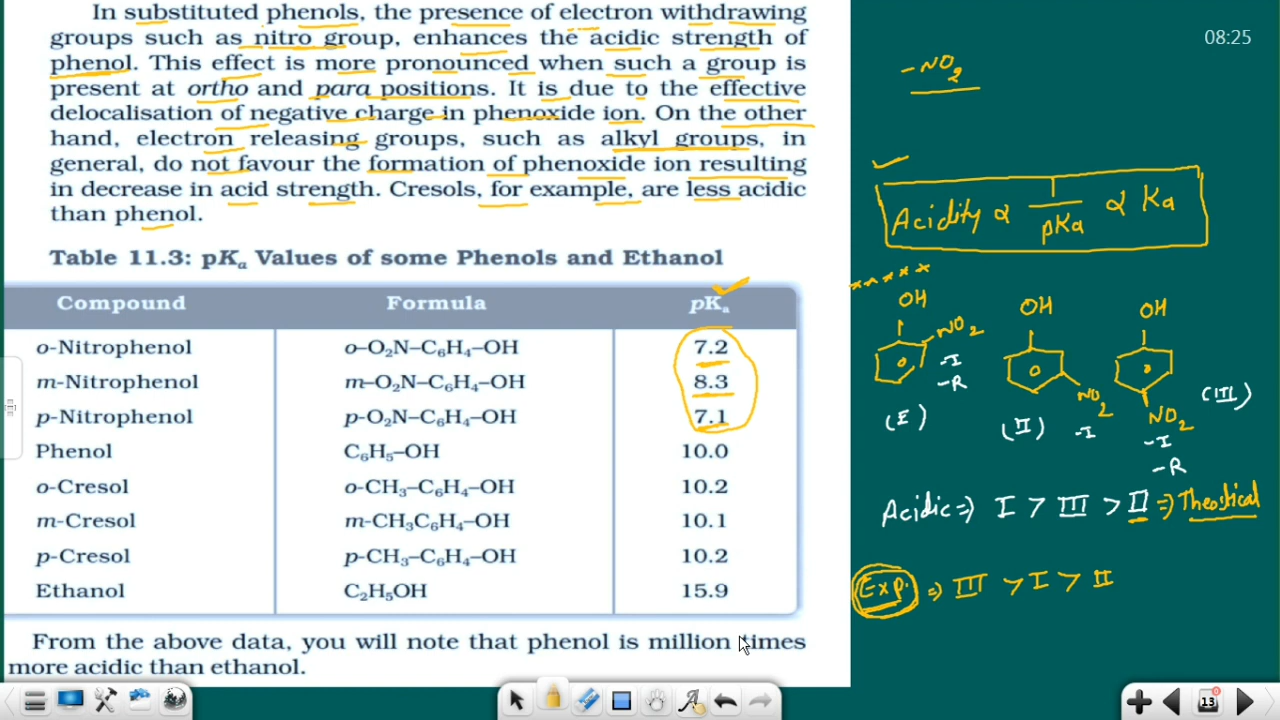 In substituted phenols, the presence of electron withdrawing
groups such as nitro group, enhances the acidic strength of
phenol. This effect is more pronounced when such a group is
present at ortho and para positions. It is due to the effective
delocalisation of negative charge in phenoxide ion. On the other
hand, electron releasing groups, such as alkyl groups, in
general, do not favour the formation of phenoxide ion resulting
in decrease in acid strength. Cresols, for example, are less acidic
than phenol.
Table 11.3: pKₐ Values of some Phenols and Ethanol
Compound Formula pKₐ
o-Nitrophenol o–O₂N–C₆H₄–OH 7.2
m-Nitrophenol m–O₂N–C₆H₄–OH 8.3
p-Nitrophenol p-O₂N–C₆H₄–OH 7.1
Phenol C₆H₅–OH 10.0
o-Cresol o-CH₃–C₆H₄–OH 10.2
m-Cresol m-CH₃C₆H₄–OH 10.1
p-Cresol p-CH₃–C₆H₄–OH 10.2
Ethanol C₂H₅OH 15.9
From the above data, you will note that phenol is million times
more acidic than ethanol.
08:25
-NO₂
Acidity ∝ 1/pKa ∝ Ka
×××××
OH OH OH
NO₂
-I
-R
(I)
NO₂
(II) -I
NO₂ (III)
-I
-R
Acidic => I > III > II => Theoritical
Exp. => III > I > II
13
0